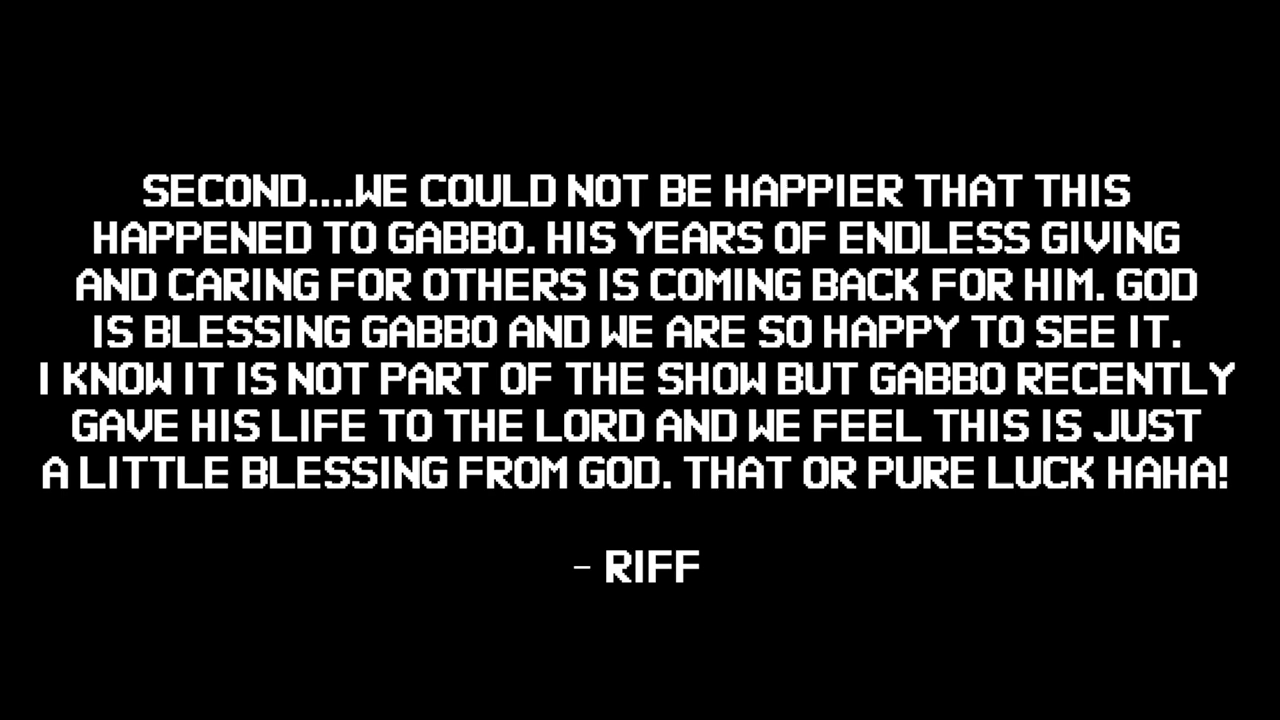 SECOND....WE COULD NOT BE HAPPIER THAT THIS
HAPPENED TO GABBO. HIS YEARS OF ENDLESS GIVING
AND CARING FOR OTHERS IS COMING BACK FOR HIM. GOD
IS BLESSING GABBO AND WE ARE SO HAPPY TO SEE IT.
I KNOW IT IS NOT PART OF THE SHOW BUT GABBO RECENTLY
GAVE HIS LIFE TO THE LORD AND WE FEEL THIS IS JUST
A LITTLE BLESSING FROM GOD. THAT OR PURE LUCK HAHA!
- RIFF